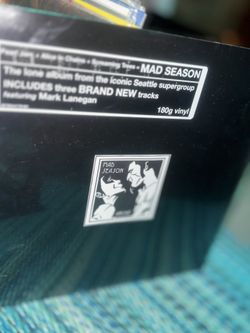 Pearl Jam + Alice in Chains + Screaming Trees = MAD SEASON
The lone album from the iconic Seattle supergroup
INCLUDES three BRAND NEW tracks
featuring Mark Lanegan
180g vinyl
MAD
SEASON
ABOVE